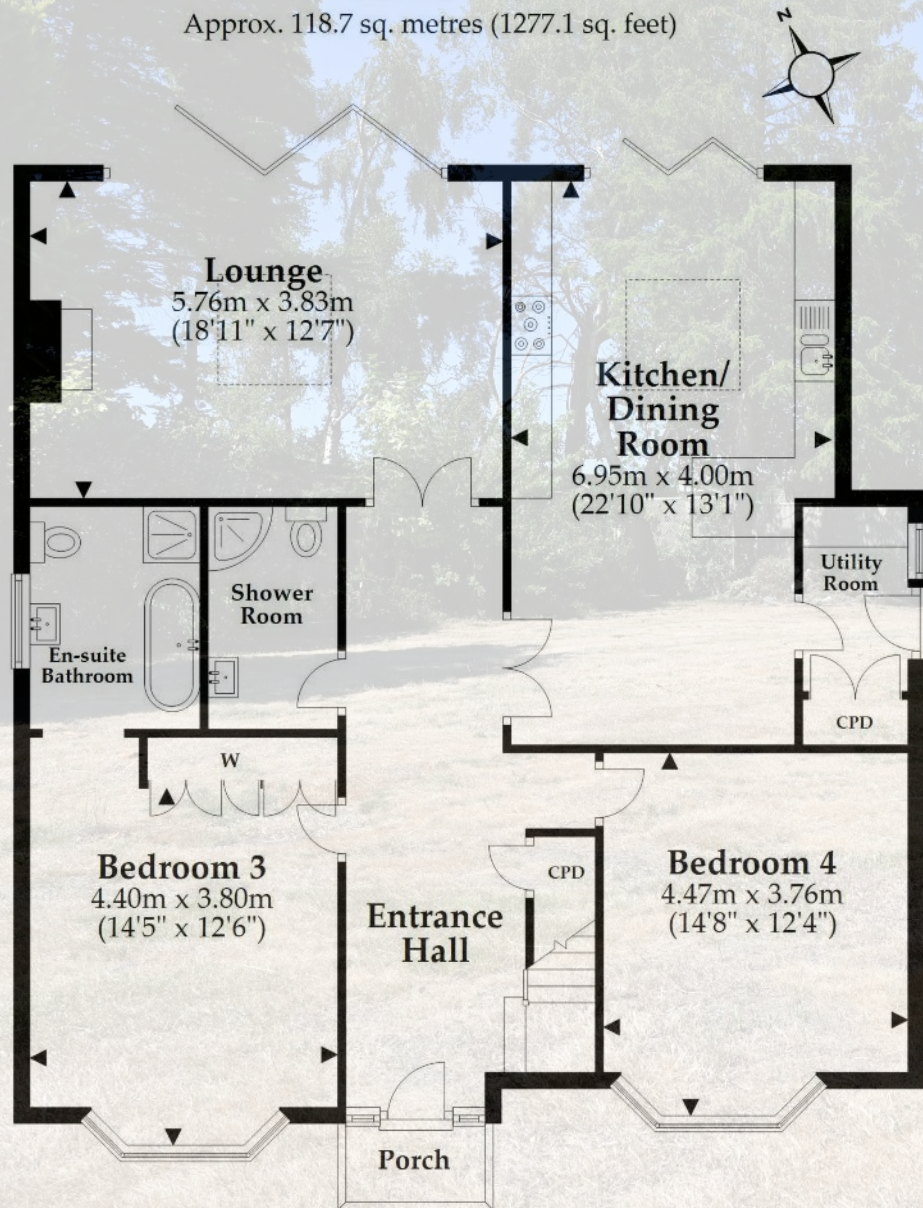 Approx. 118.7 sq. metres (1277.1 sq. feet)
N
Lounge
5.76m x 3.83m
(18'11" x 12'7")
Kitchen/
Dining
Room
6.95m x 4.00m
(22'10" x 13'1")
Utility
Room
Shower
Room
En-suite
Bathroom
CPD
W
Bedroom 3
4.40m x 3.80m
(14'5" x 12'6")
CPD
Bedroom 4
4.47m x 3.76m
(14'8" x 12'4")
Entrance
Hall
Porch